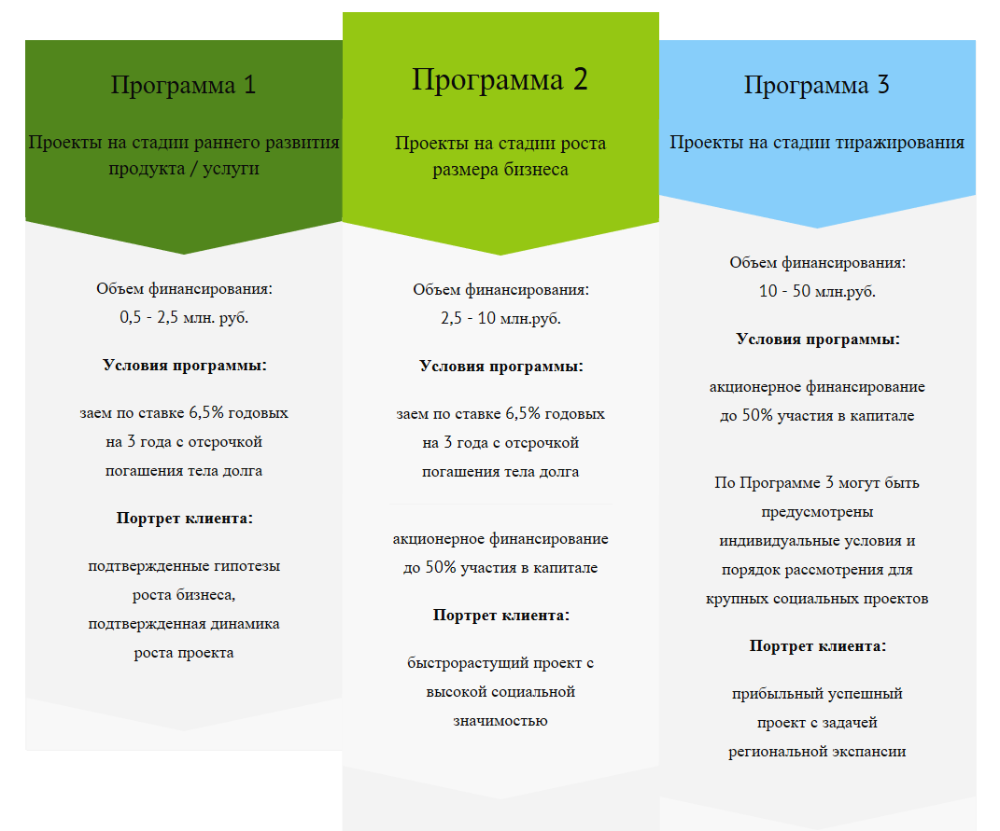 Программа 1
Проекты на стадии раннего развития
продукта / услуги
Объем финансирования:
0,5 - 2,5 млн. руб.
Условия программы:
заем по ставке 6,5% годовых
на 3 года с отсрочкой
погашения тела долга
Портрет клиента:
подтвержденные гипотезы
роста бизнеса,
подтвержденная динамика
роста проекта
Программа 2
Проекты на стадии роста
размера бизнеса
Объем финансирования:
2,5 - 10 млн.руб.
Условия программы:
заем по ставке 6,5% годовых
на 3 года с отсрочкой
погашения тела долга
акционерное финансирование
до 50% участия в капитале
Портрет клиента:
быстрорастущий проект с
высокой социальной
значимостью
Программа 3
Проекты на стадии тиражирования
Объем финансирования:
10 - 50 млн.руб.
Условия программы:
акционерное финансирование
до 50% участия в капитале
По Программе 3 могут быть
предусмотрены
индивидуальные условия и
порядок рассмотрения для
крупных социальных проектов
Портрет клиента:
прибыльный успешный
проект с задачей
региональной экспансии